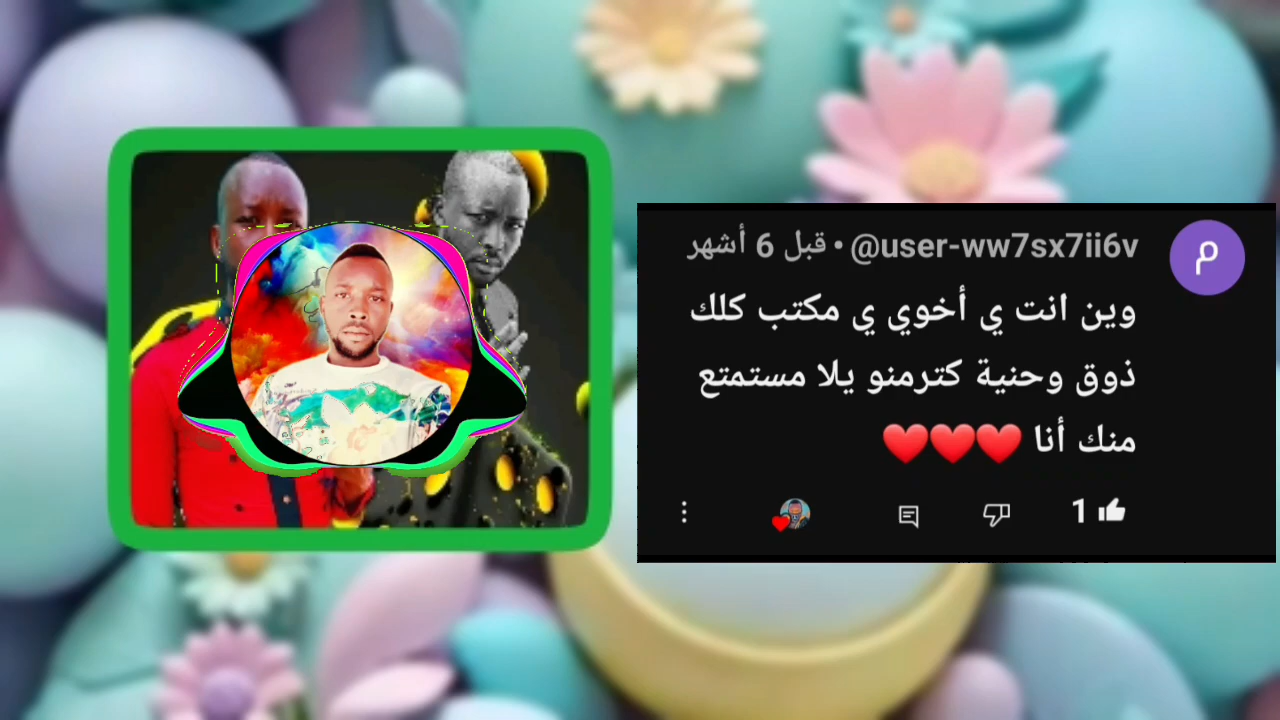 @user-ww7sx7ii6v • قبل 6 أشهر
م
وين انت ي أخوي ي مكتب كلك
ذوق وحنية كترمنو يلا مستمتع
منك أنا ❤️❤️❤️
1